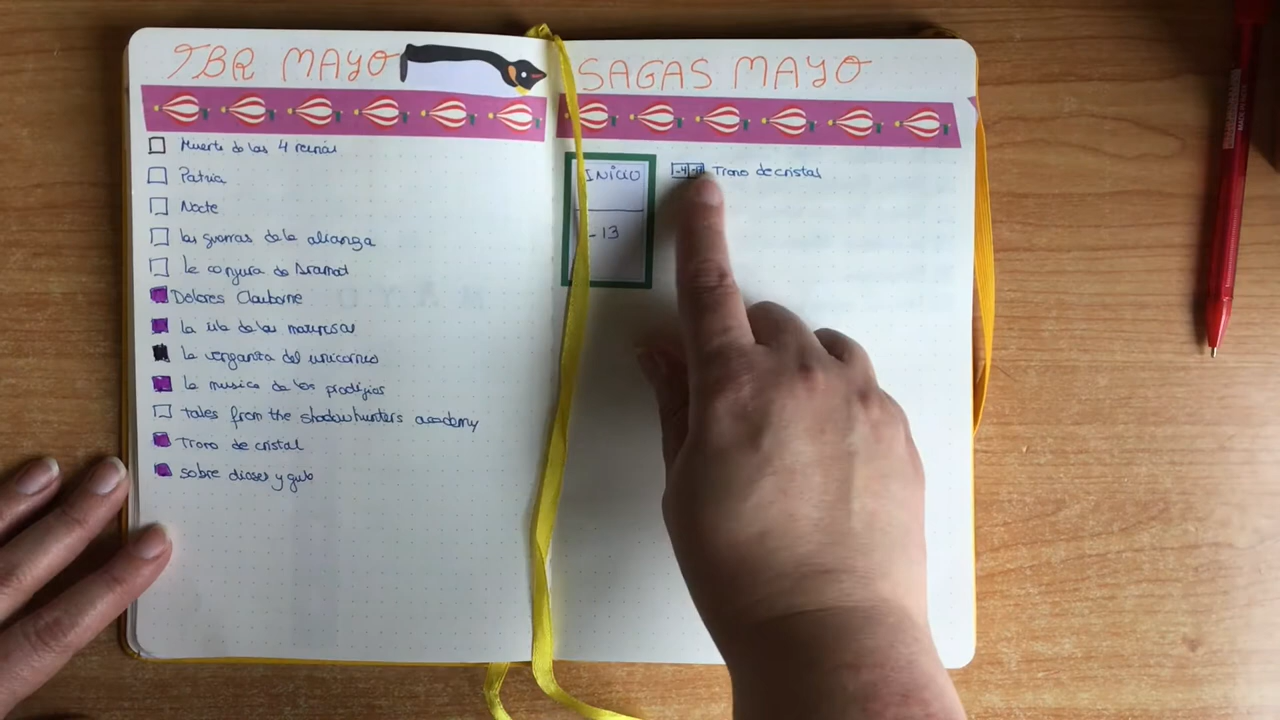 TBR MAYO
Muerte de las 4 reinas
Patria
Nocte
las guerras de la alianza
la conjura de Aramat
Dolores Claiborne
la isla de las mariposas
la venganza del unicornio
la musica de los prodigios
tales from the shadowhunters academy
Trono de cristal
sobre dioses y
SAGAS MAYO
INICIO
-13
-4 Trono de cristal